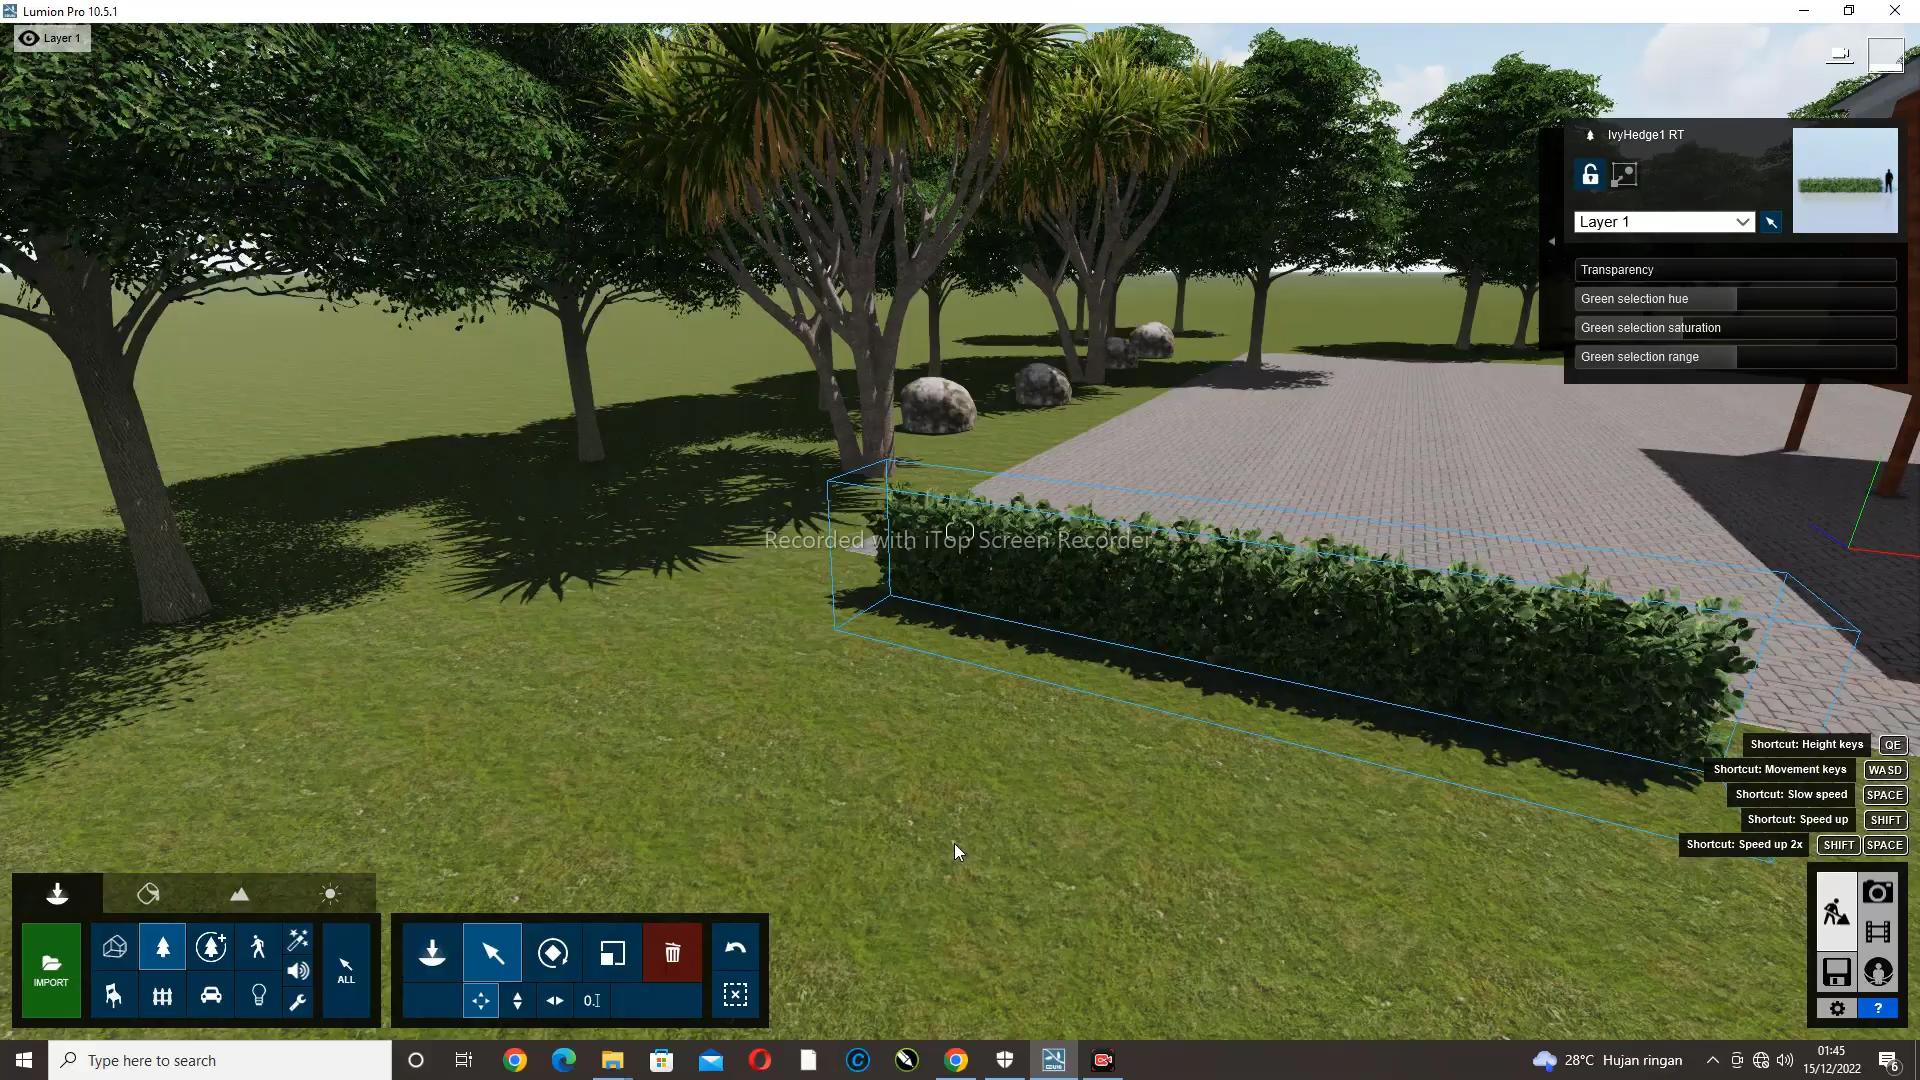 Lumion Pro 10.5.1
Layer 1
IvyHedge1 RT
Layer 1
Transparency
Green selection hue
Green selection saturation
Green selection range
Recorded with iTop Screen Recorder
Shortcut: Height keys QE
Shortcut: Movement keys WASD
Shortcut: Slow speed SPACE
Shortcut: Speed up SHIFT
Shortcut: Speed up 2x SHIFT SPACE
IMPORT
ALL
?
Type here to search
28°C Hujan ringan
01:45
15/12/2022
6